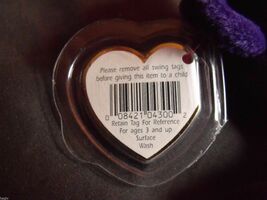 Please remove all swing tags
before giving this item to a child
0 08421 04300 2
Retain Tag For Reference
For ages 3 and up
Surface
Wash